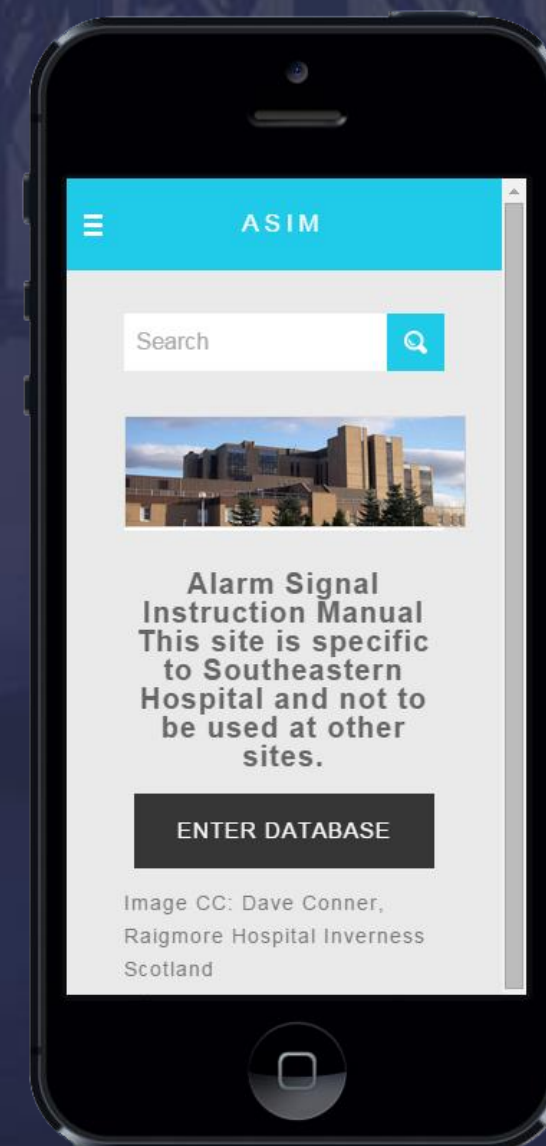 ASIM
Search
Alarm Signal
Instruction Manual
This site is specific
to Southeastern
Hospital and not to
be used at other
sites.
ENTER DATABASE
Image CC: Dave Conner,
Raigmore Hospital Inverness
Scotland